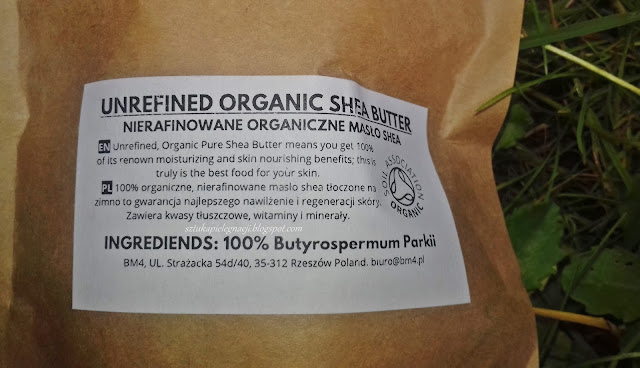 UNREFINED ORGANIC SHEA BUTTER
NIERAFINOWANE ORGANICZNE MASŁO SHEA
EN Unrefined, Organic Pure Shea Butter means you get 100%
of its renown moisturizing and skin nourishing benefits; this is
truly is the best food for your skin.
PL 100% organiczne, nierafinowane masło shea tłoczone na
zimno to gwarancja najlepszego nawilżenie i regeneracji skóry.
Zawiera kwasy tłuszczowe, witaminy i minerały.
SOIL ASSOCIATION
ORGANIC
sztukapielegnacji.blogspot.com
INGREDIENDS: 100% Butyrospermum Parkii
BM4, UL. Strażacka 54d/40, 35-312 Rzeszów Poland. biuro@bm4.pl